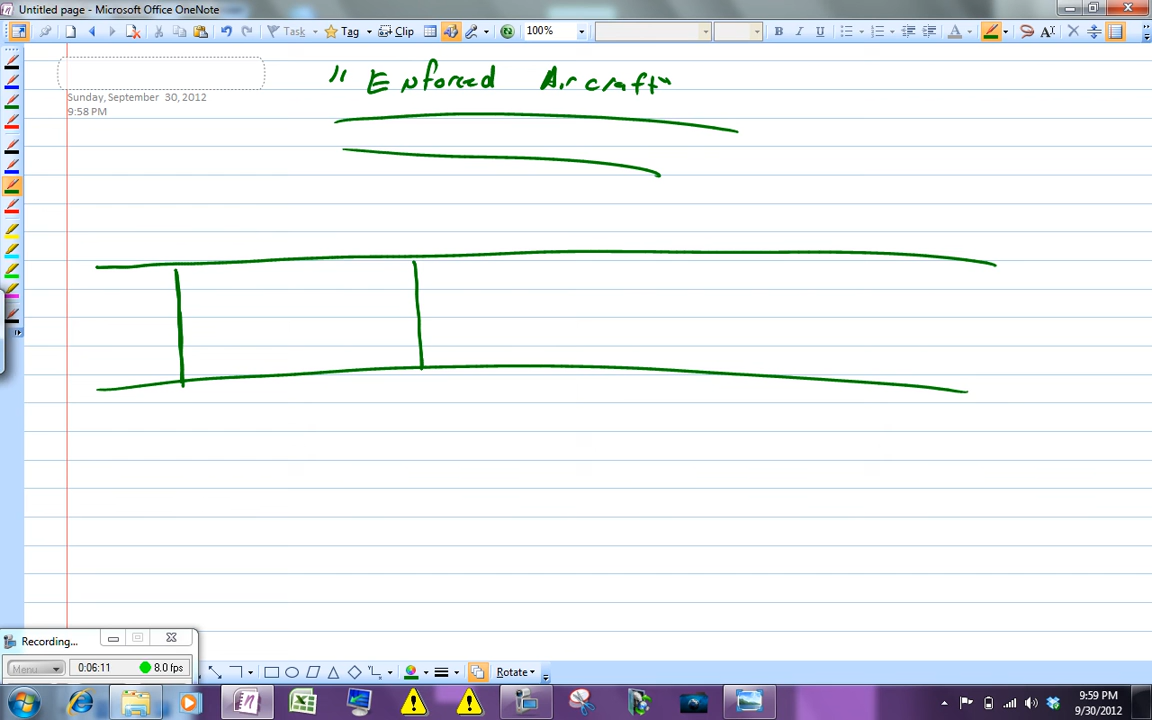 Untitled page - Microsoft Office OneNote
Task Tag Clip 100% B I U A
" Enforced Aircraft"
Sunday, September 30, 2012
9:58 PM
Recording...
Menu 0:06:11 8.0 fps
Rotate
9:59 PM
9/30/2012